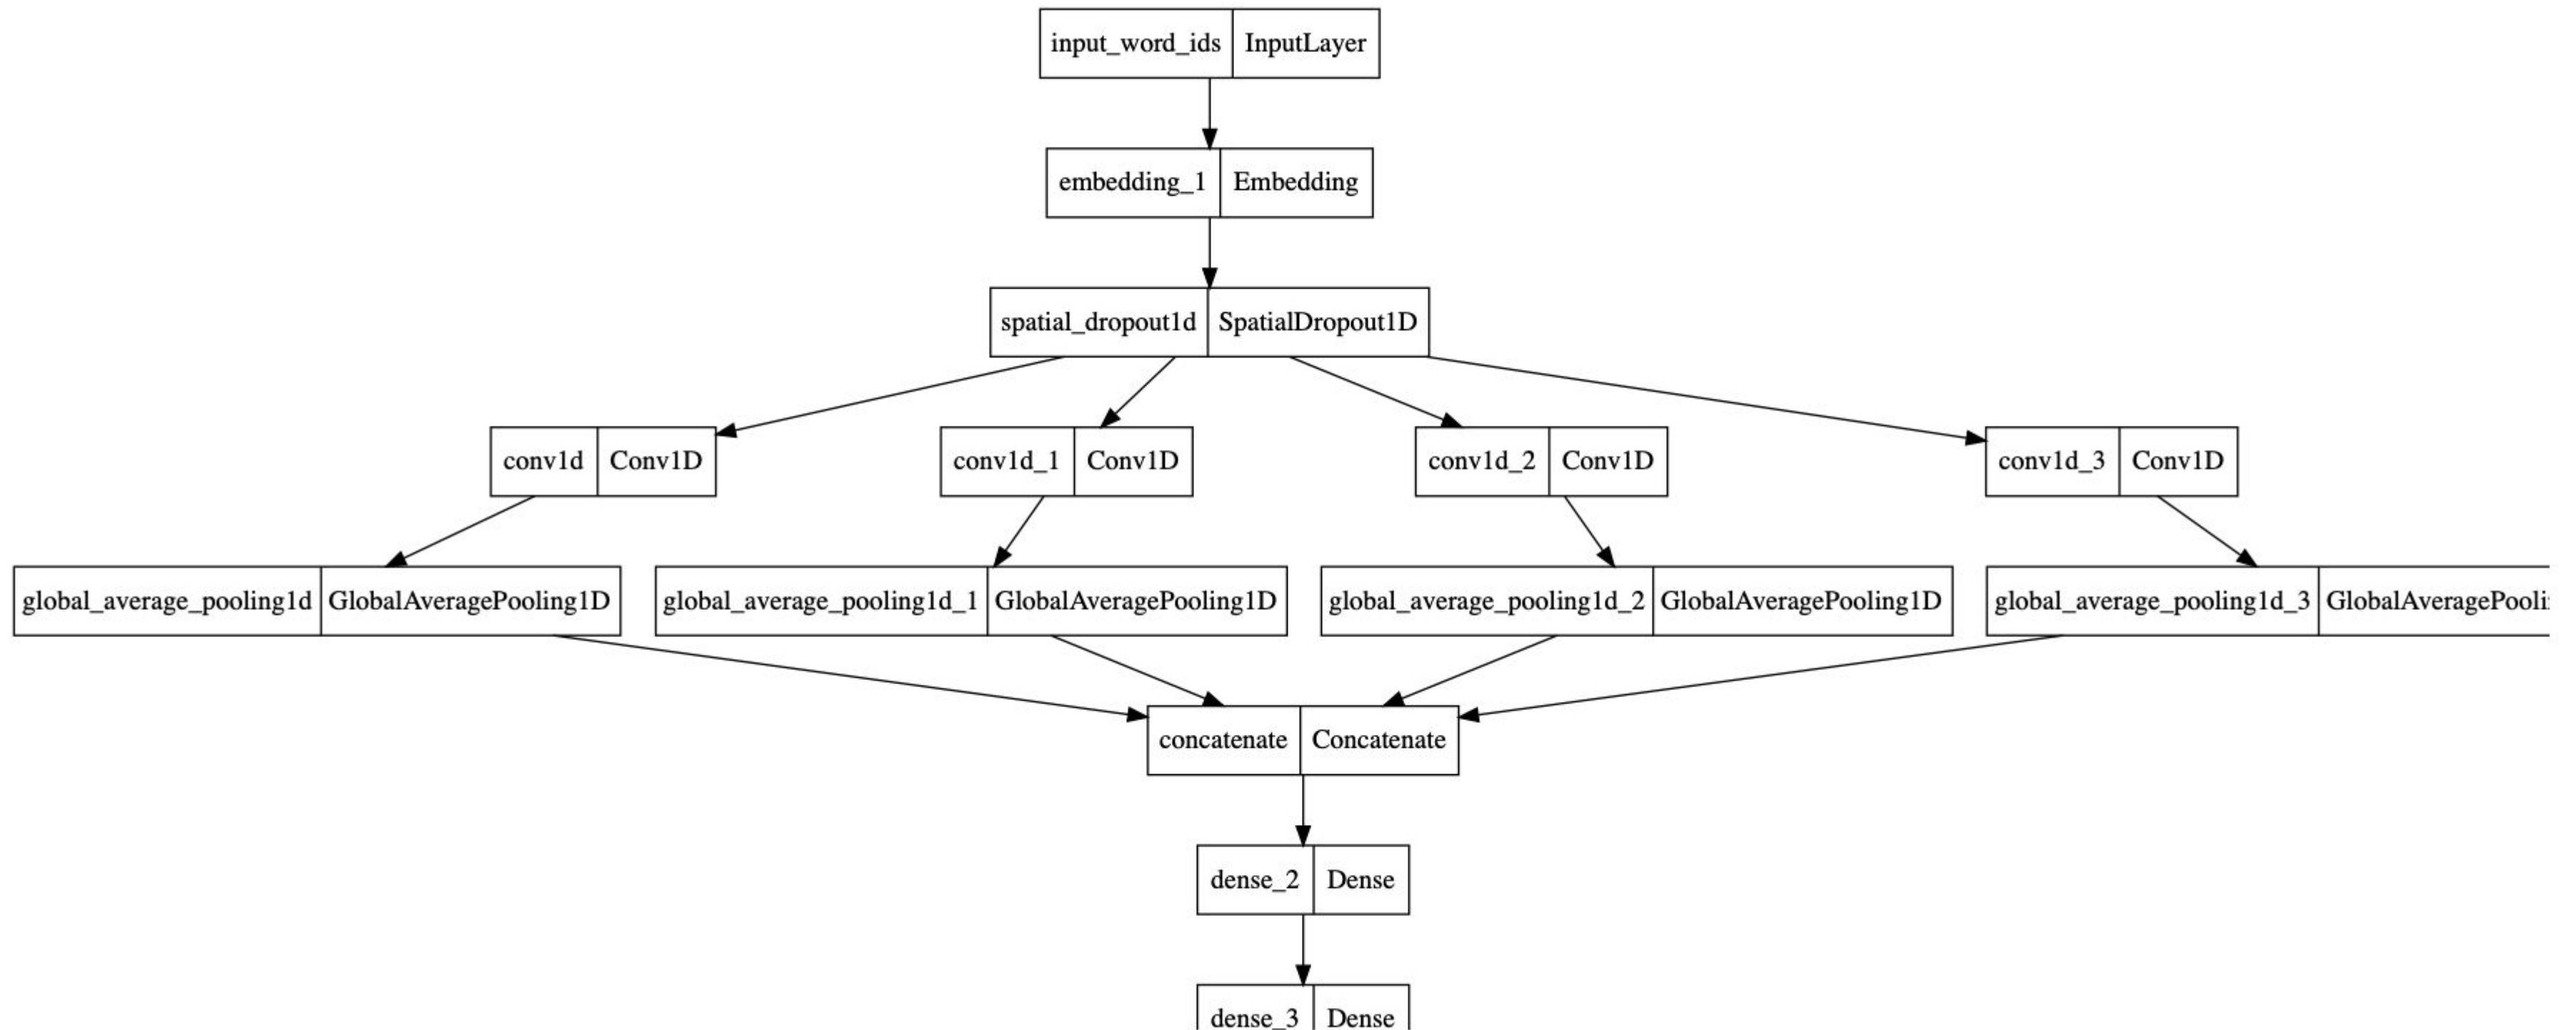 input_word_ids InputLayer
embedding_1 Embedding
spatial_dropout1d SpatialDropout1D
conv1d Conv1D conv1d_1 Conv1D conv1d_2 Conv1D conv1d_3 Conv1D
global_average_pooling1d GlobalAveragePooling1D global_average_pooling1d_1 GlobalAveragePooling1D global_average_pooling1d_2 GlobalAveragePooling1D global_average_pooling1d_3
concatenate Concatenate
dense_2 Dense
dense_3 Dense